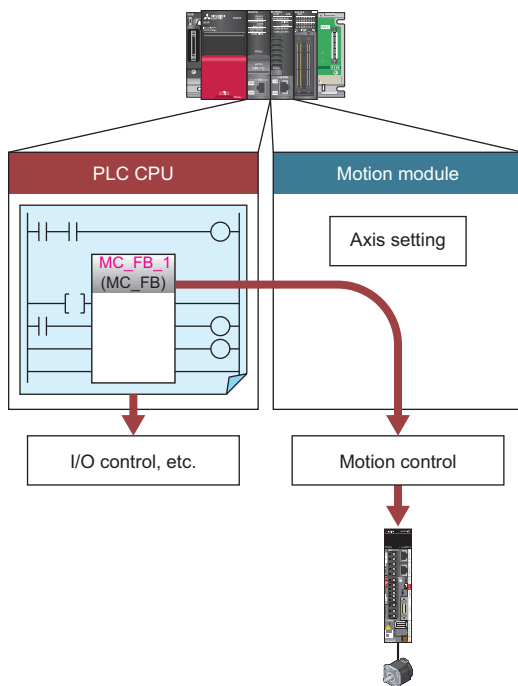 PLC CPU
Motion module
MC_FB_1
(MC_FB)
Axis setting
I/O control, etc.
Motion control